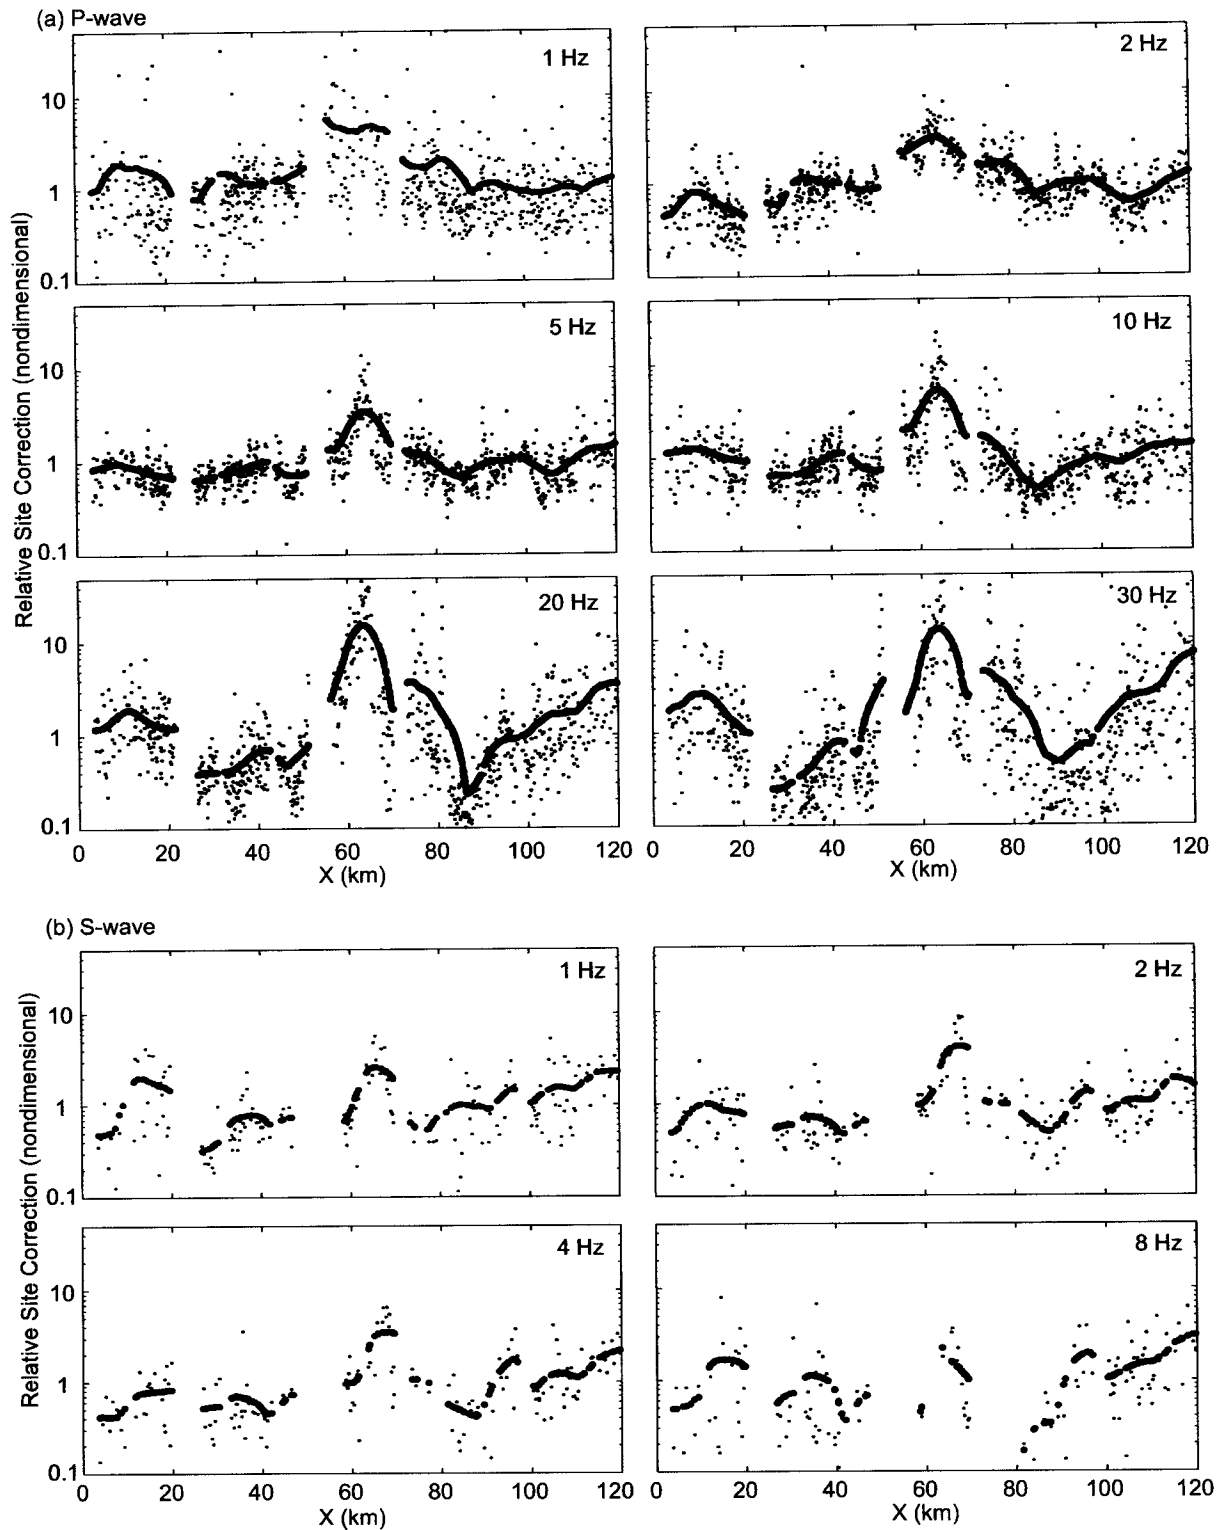 (a) P-wave
Relative Site Correction (nondimensional)
1 Hz
10
1
0.1
2 Hz
5 Hz
10
1
0.1
10 Hz
20 Hz
10
1
0.1
0 20 40 60 80 100 120
X (km)
30 Hz
0 20 40 60 80 100 120
X (km)
(b) S-wave
Relative Site Correction (nondimensional)
1 Hz
10
1
0.1
2 Hz
4 Hz
10
1
0.1
0 20 40 60 80 100 120
X (km)
8 Hz
0 20 40 60 80 100 120
X (km)